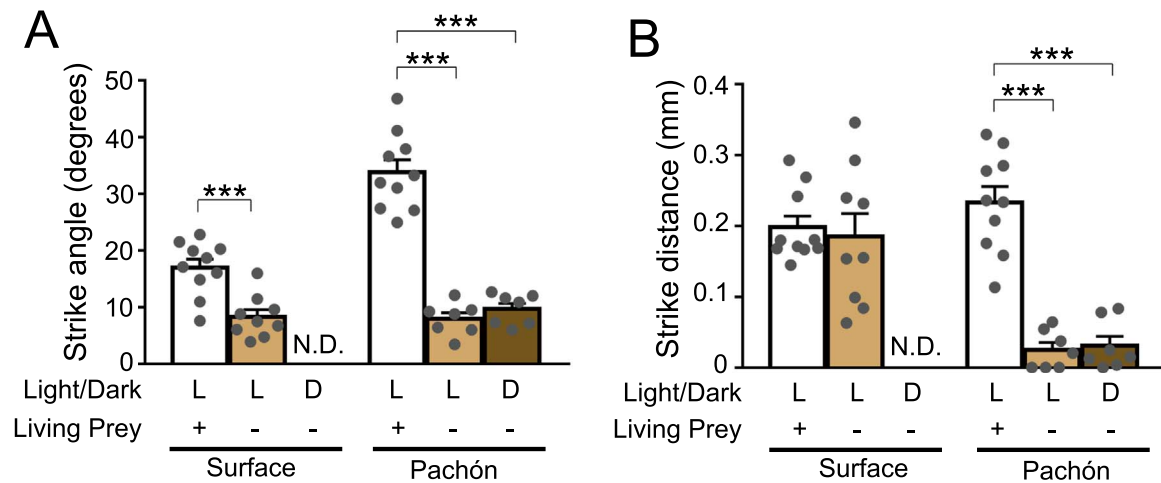 A
Strike angle (degrees)
50
40
30
20
10
0
***
***
***
N.D.
Light/Dark L L D L L D
Living Prey + - - + - -
Surface Pachón
B
Strike distance (mm)
0.4
0.3
0.2
0.1
0
***
***
N.D.
Light/Dark L L D L L D
Living Prey + - - + - -
Surface Pachón